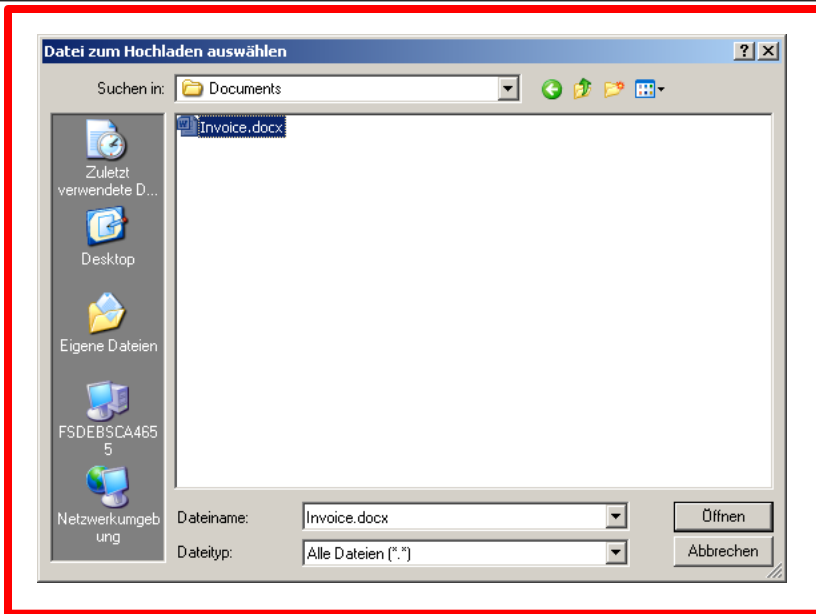 Datei zum Hochladen auswählen
Suchen in: Documents
Invoice.docx
Zuletzt
verwendete D...
Desktop
Eigene Dateien
FSDEBSCA465
5
Netzwerkumgeb
ung
Dateiname: Invoice.docx Öffnen
Dateityp: Alle Dateien (*.*) Abbrechen